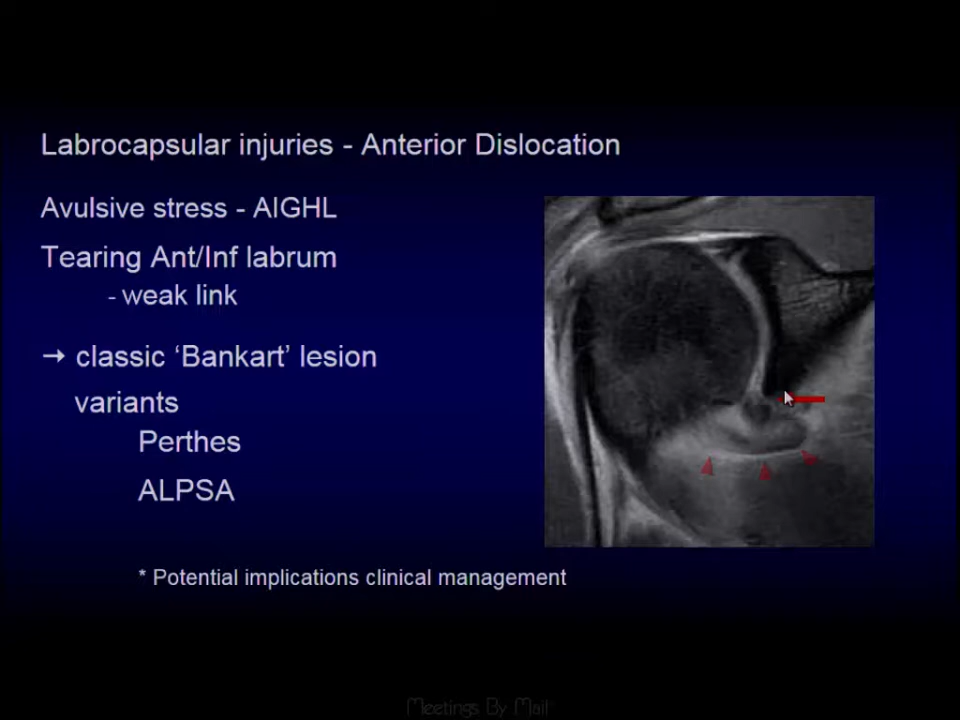 Labrocapsular injuries - Anterior Dislocation
Avulsive stress - AIGHL
Tearing Ant/Inf labrum
- weak link
→ classic ‘Bankart’ lesion
variants
Perthes
ALPSA
* Potential implications clinical management
Meetings By Mail